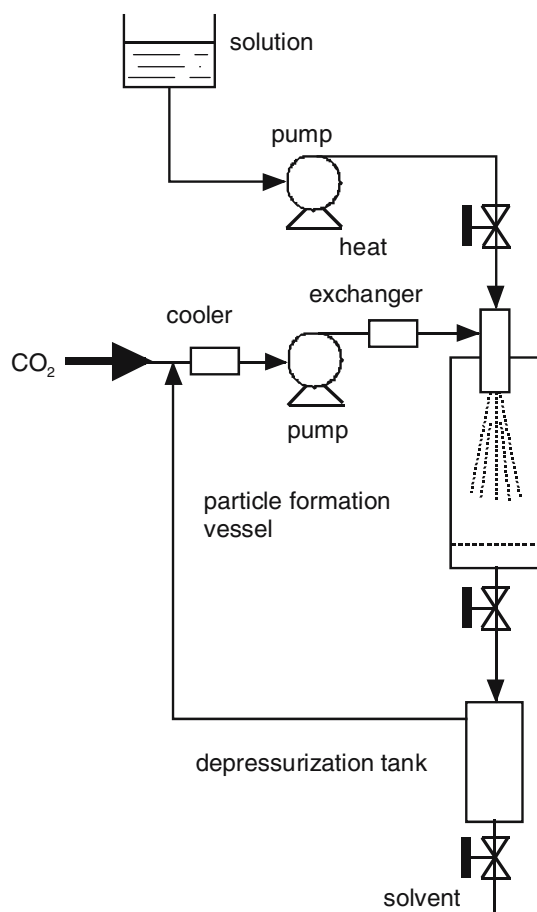 solution
pump
heat
exchanger
cooler
CO₂
pump
particle formation
vessel
depressurization tank
solvent